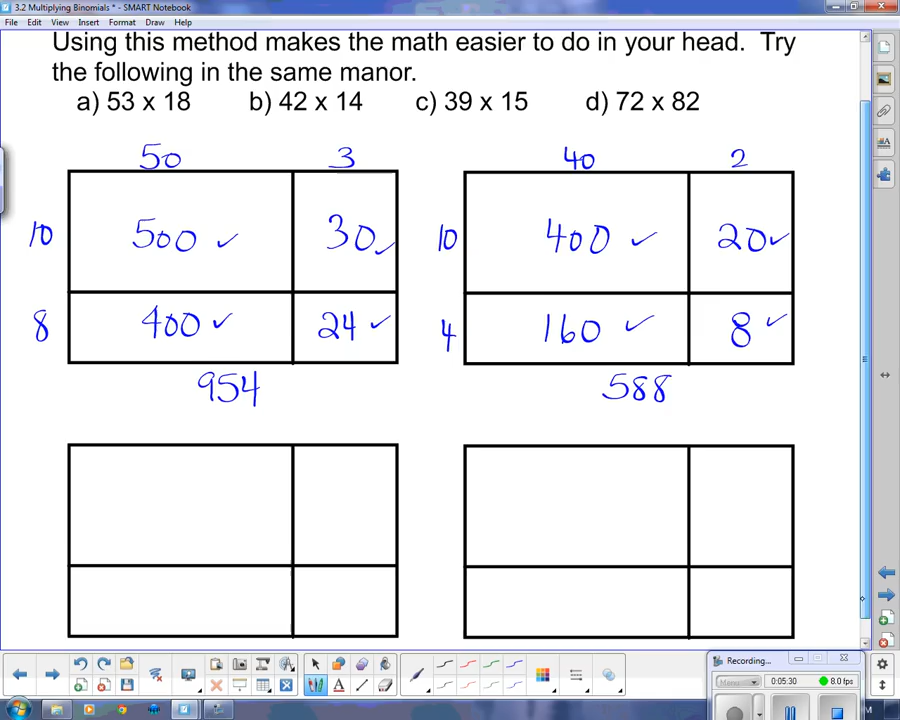 3.2 Multiplying Binomials * - SMART Notebook
File Edit View Insert Format Draw Help
Using this method makes the math easier to do in your head. Try
the following in the same manor.
a) 53 x 18 b) 42 x 14 c) 39 x 15 d) 72 x 82
50 3 40 2
10 500 ✓ 30 ✓ 10 400 ✓ 20 ✓
8 400 ✓ 24 ✓ 4 160 ✓ 8 ✓
954 588
Recording...
Menu 0:05:30 8.0 fps